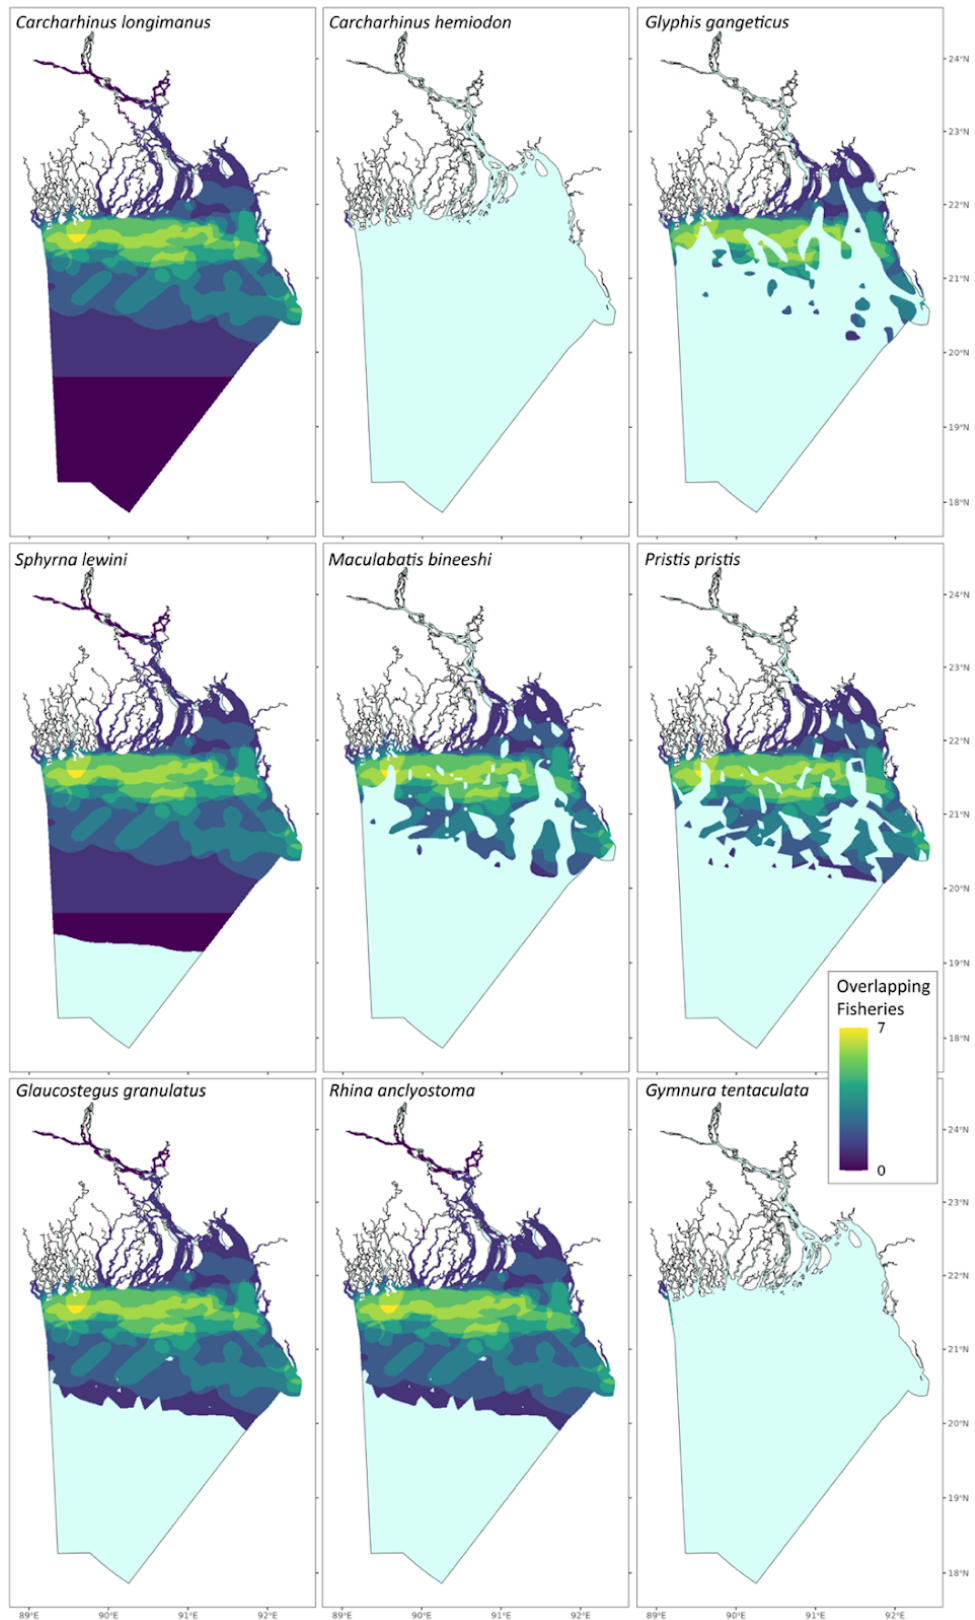 Carcharhinus longimanus
Carcharhinus hemiodon
Glyphis gangeticus
24°N
23°N
22°N
21°N
20°N
19°N
18°N
Sphyrna lewini
Maculabatis bineeshi
Pristis pristis
24°N
23°N
22°N
21°N
20°N
19°N
18°N
Overlapping
Fisheries
7
0
Glaucostegus granulatus
Rhina anclyostoma
Gymnura tentaculata
24°N
23°N
22°N
21°N
20°N
19°N
18°N
89°E 90°E 91°E 92°E
89°E 90°E 91°E 92°E
89°E 90°E 91°E 92°E